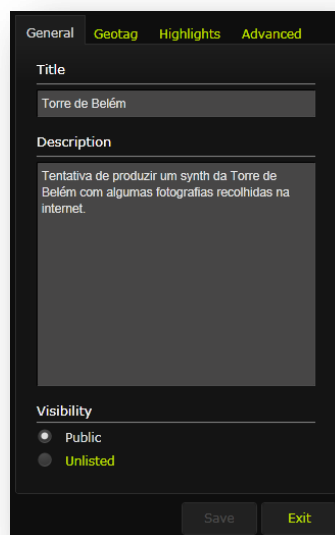 General Geotag Highlights Advanced
Title
Torre de Belém
Description
Tentativa de produzir um synth da Torre de
Belém com algumas fotografias recolhidas na
internet.
Visibility
Public
Unlisted
Save Exit